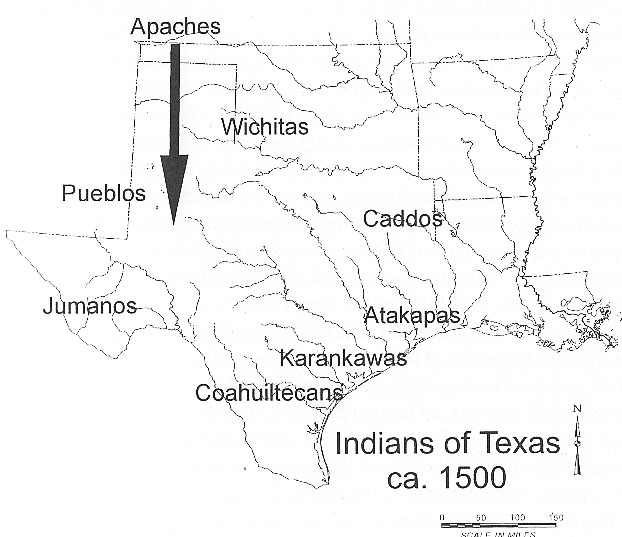 Apaches
Wichitas
Pueblos
Caddos
Jumanos
Atakapas
Karankawas
Coahuiltecans
Indians of Texas
ca. 1500
N
0 50 100 150
SCALE IN MILES